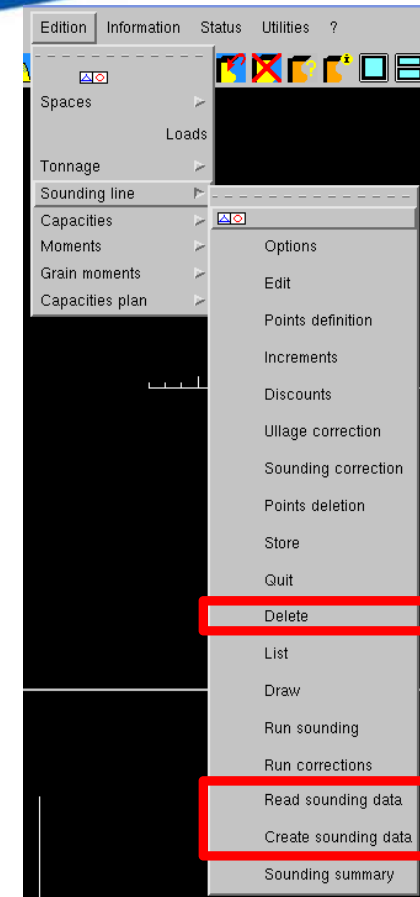 Edition Information Status Utilities ?
Spaces
Loads
Tonnage
Sounding line
Capacities
Moments
Grain moments
Capacities plan
Options
Edit
Points definition
Increments
Discounts
Ullage correction
Sounding correction
Points deletion
Store
Quit
Delete
List
Draw
Run sounding
Run corrections
Read sounding data
Create sounding data
Sounding summary